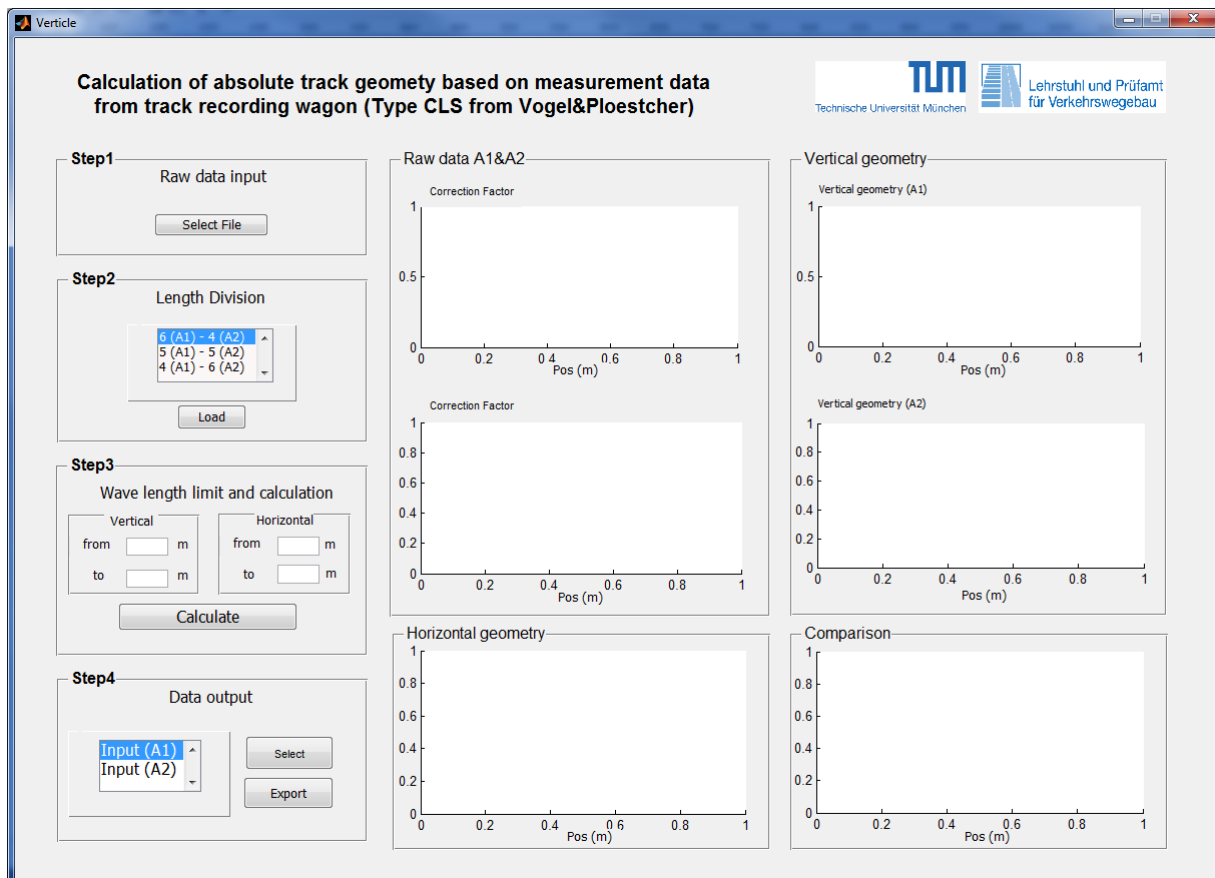 Verticle
Calculation of absolute track geomety based on measurement data
from track recording wagon (Type CLS from Vogel&Ploestcher)
TUM
Technische Universität München
Lehrstuhl und Prüfamt
für Verkehrswegebau
Step1
Raw data input
Select File
Step2
Length Division
6 (A1) - 4 (A2)
5 (A1) - 5 (A2)
4 (A1) - 6 (A2)
Load
Step3
Wave length limit and calculation
Vertical
from m
to m
Horizontal
from m
to m
Calculate
Step4
Data output
Input (A1)
Input (A2)
Select
Export
Raw data A1&A2
Correction Factor
1
0.5
0
0 0.2 0.4 0.6 0.8 1
Pos (m)
Correction Factor
1
0.8
0.6
0.4
0.2
0
0 0.2 0.4 0.6 0.8 1
Pos (m)
Vertical geometry
Vertical geometry (A1)
1
0.5
0
0 0.2 0.4 0.6 0.8 1
Pos (m)
Vertical geometry (A2)
1
0.8
0.6
0.4
0.2
0
0 0.2 0.4 0.6 0.8 1
Pos (m)
Horizontal geometry
1
0.8
0.6
0.4
0.2
0
0 0.2 0.4 0.6 0.8 1
Pos (m)
Comparison
1
0.8
0.6
0.4
0.2
0
0 0.2 0.4 0.6 0.8 1
Pos (m)